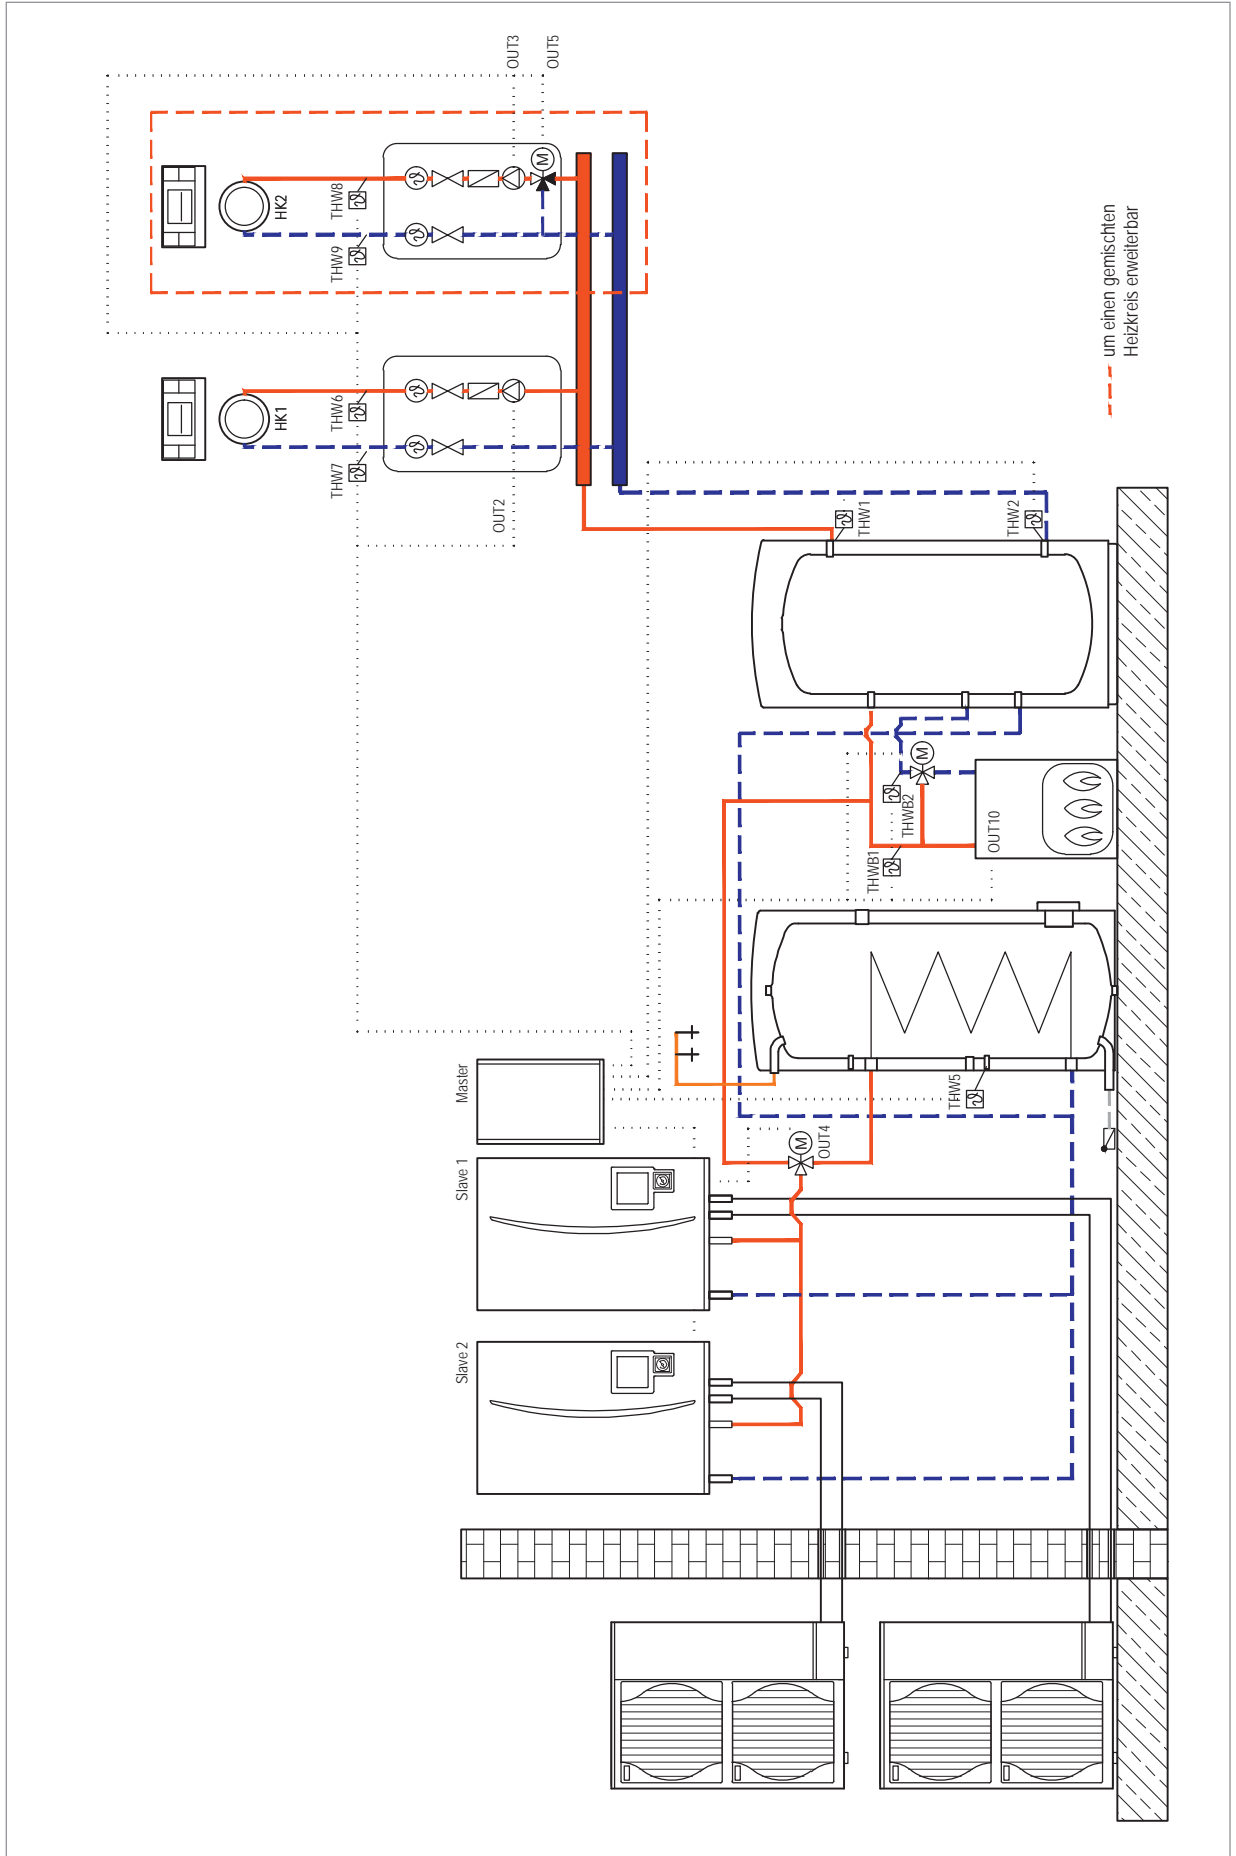 Slave 2
Slave 1
Master
OUT4
M
THW5
THWB1
THWB2
M
OUT10
THW1
THW2
OUT2
THW7
THW6
HK1
THW9
THW8
HK2
M
OUT3
OUT5
um einen gemischten
Heizkreis erweiterbar